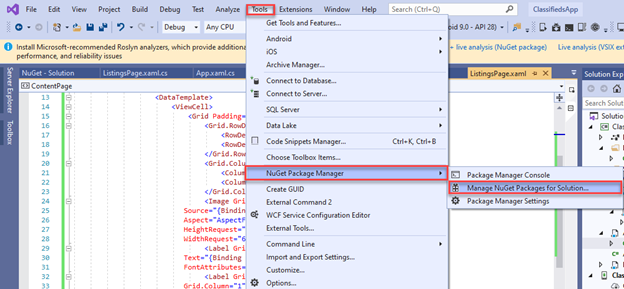 File Edit View Project Build Debug Test Analyze Tools Extensions Window Help Search (Ctrl+Q) ClassifiedsApp
Debug Any CPU 9.0 - API 28)
Install Microsoft-recommended Roslyn analyzers, which provide additional live analysis (NuGet package) Live analysis (VSIX
performance, and reliability issues
Server Explorer
Toolbox
NuGet - Solution ListingsPage.xaml.cs App.xaml.cs ListingsPage.xaml Solution Explo
ContentPage
Search Solution
13 <DataTemplate>
14 <ViewCell>
15 <Grid Padding=
16 <Grid.RowD
17 <RowDe
18 <RowDe
19 </Grid.Row
20 <Grid.Colu
21 <Colum
22 <Colum
23 </Grid.Col
24 <Image Gri
25 Source="{Bindin
26 Aspect="AspectF
27 HeightRequest="
28 WidthRequest="6
29 <Label Gri
30 Text="{Binding
31 FontAttributes=
32 <Label Gri
33 Grid.Column="1"
Get Tools and Features...
Android
iOS
Archive Manager...
Connect to Database...
Connect to Server...
SQL Server
Data Lake
Code Snippets Manager... Ctrl+K, Ctrl+B
Choose Toolbox Items...
NuGet Package Manager
Create GUID
External Command 2
WCF Service Configuration Editor
External Tools...
Command Line
Import and Export Settings...
Customize...
Options...
Package Manager Console
Manage NuGet Packages for Solution...
Package Manager Settings